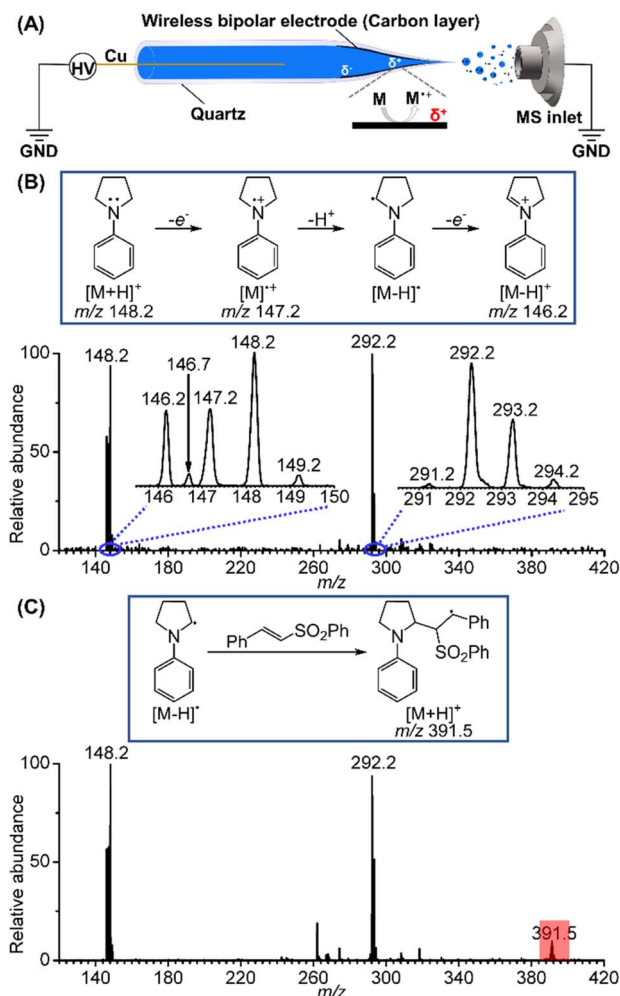 (A)
Wireless bipolar electrode (Carbon layer)
HV
Cu
δ-
δ+
Quartz
M
M•+
δ+
MS inlet
GND
GND
(B)
N
-e-
N
•+
-H+
N
•
-e-
N
+
[M+H]+
m/z 148.2
[M]•+
m/z 147.2
[M-H]•
[M-H]+
m/z 146.2
Relative abundance
100
50
0
148.2
292.2
146.2
146.7
147.2
148.2
149.2
146 147 148 149 150
291.2
292.2
293.2
294.2
291 292 293 294 295
140 180 220 260 300 340 380 420
m/z
(C)
N
•
[M-H]•
Ph
SO2Ph
N
•
Ph
SO2Ph
[M+H]+
m/z 391.5
Relative abundance
100
50
0
148.2
292.2
391.5
140 180 220 260 300 340 380 420
m/z